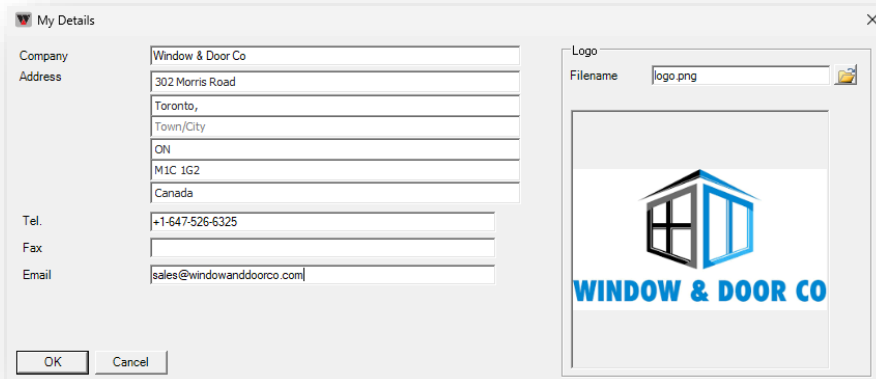 My Details
Company
Window & Door Co
Address
302 Morris Road
Toronto,
Town/City
ON
M1C 1G2
Canada
Tel.
+1-647-526-6325
Fax
Email
sales@windowanddoorco.com
OK
Cancel
Logo
Filename
logo.png
WINDOW & DOOR CO